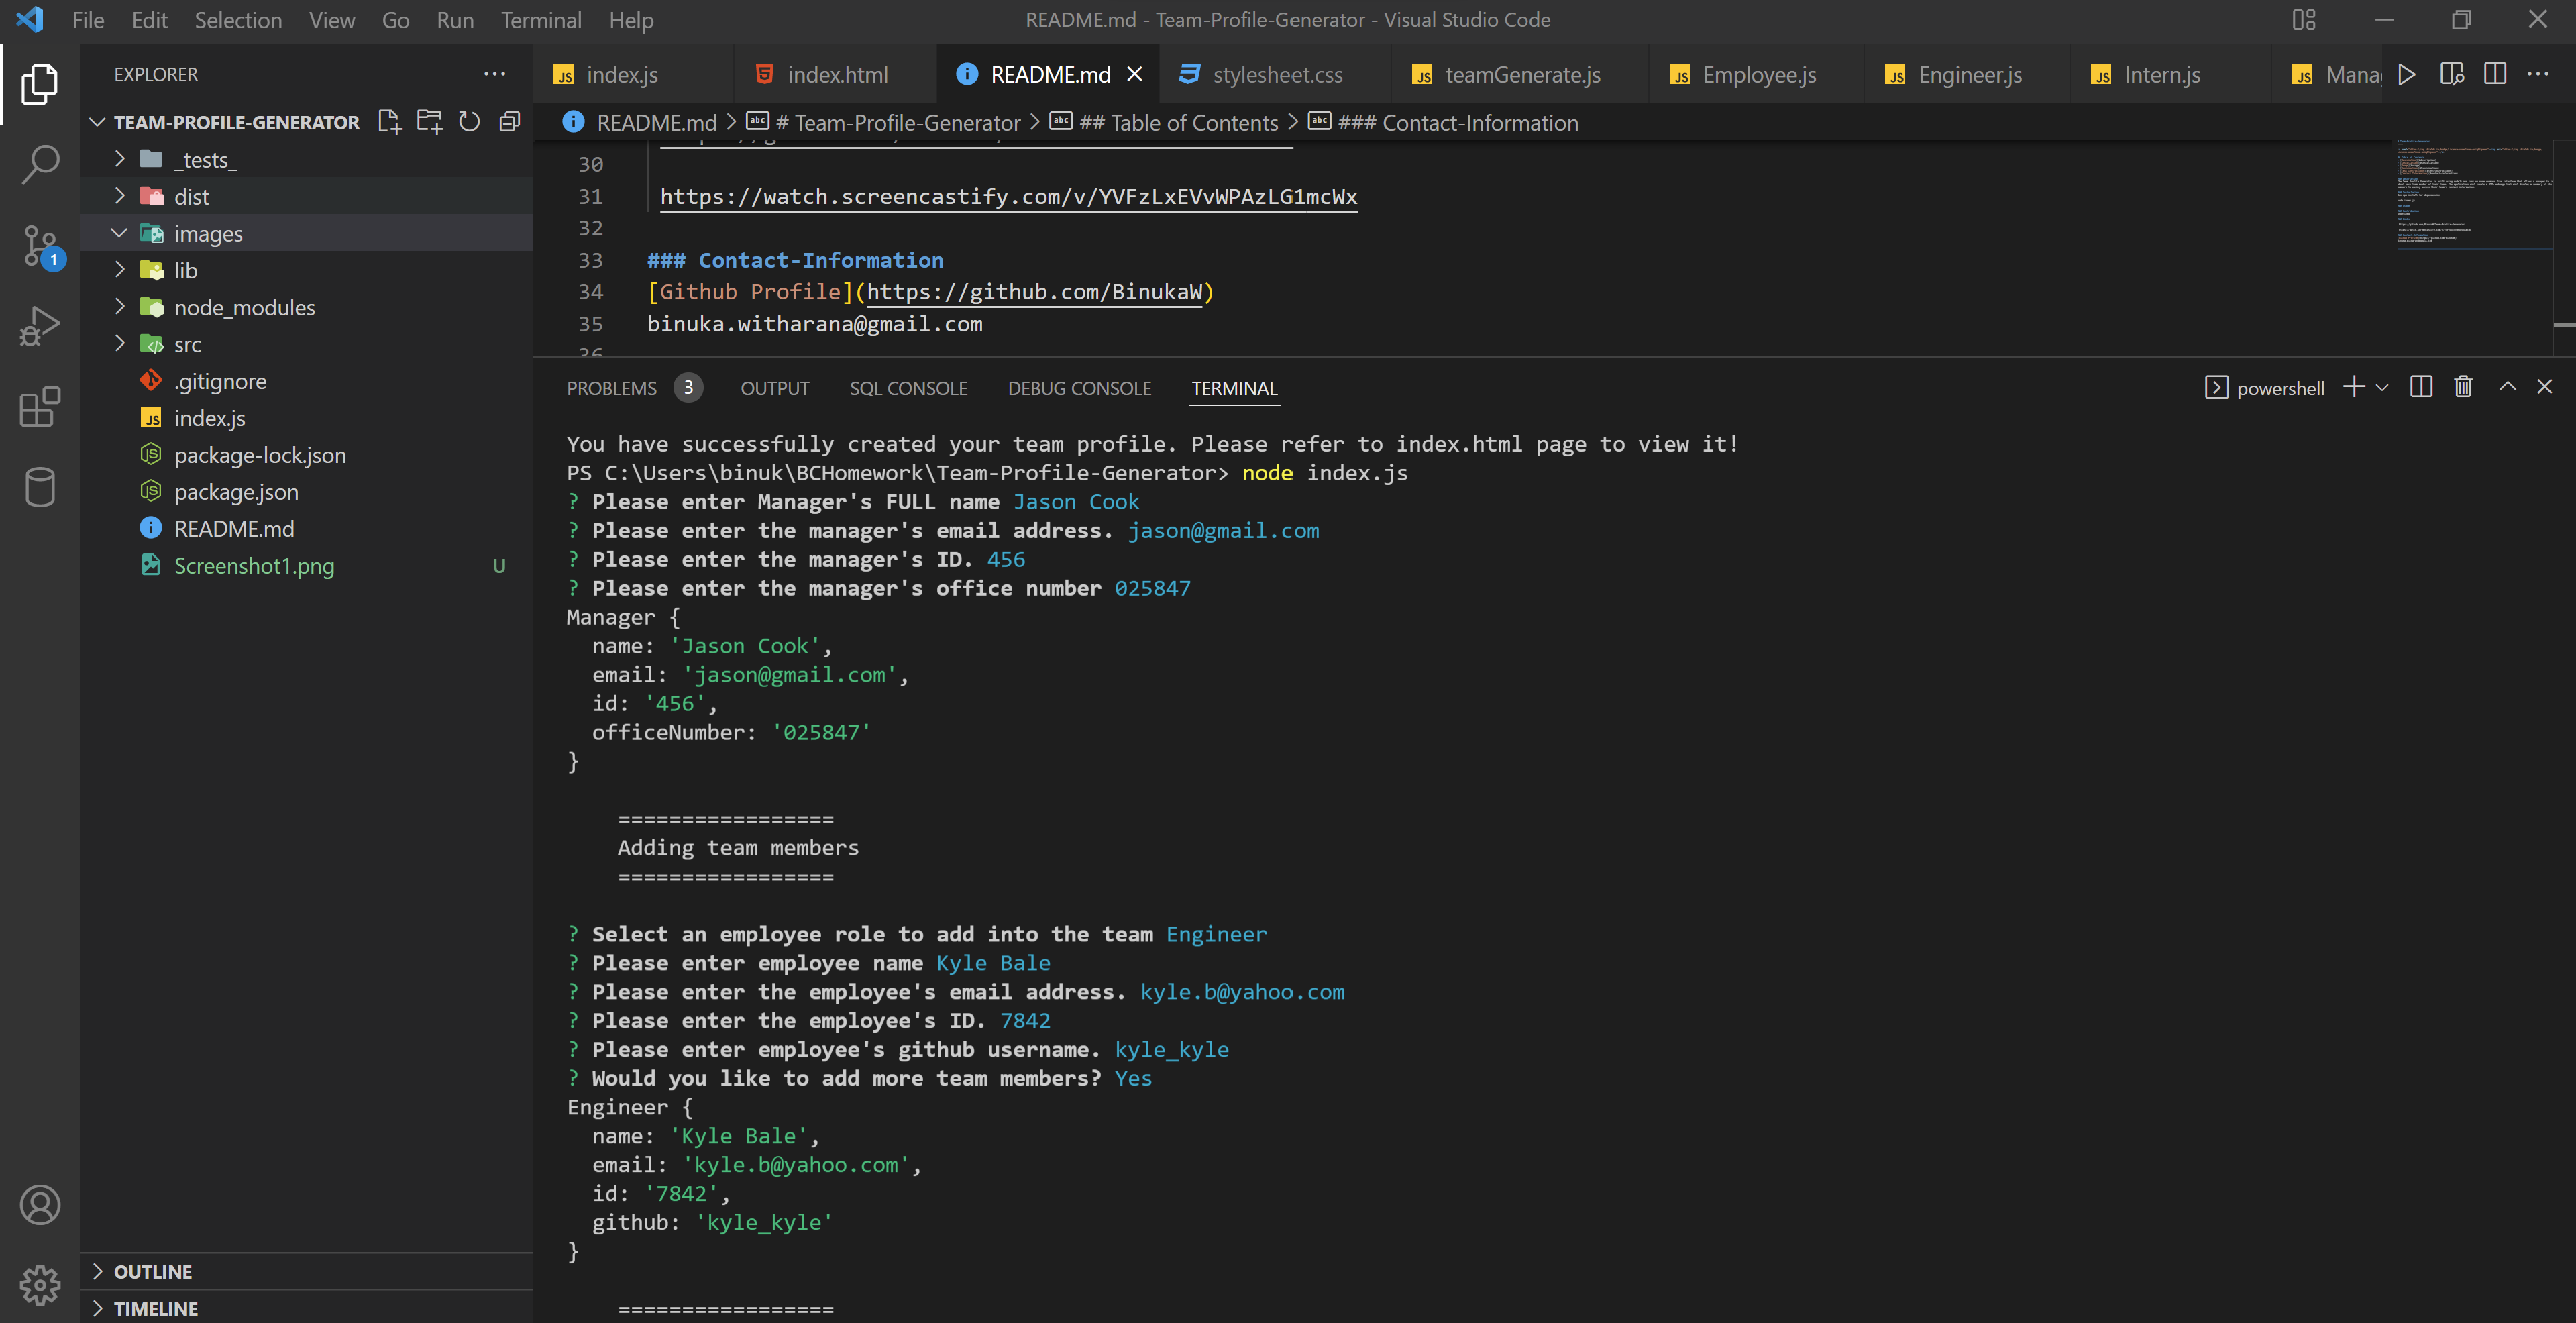 File Edit Selection View Go Run Terminal Help README.md - Team-Profile-Generator - Visual Studio Code
EXPLORER
TEAM-PROFILE-GENERATOR
_tests_
dist
images
lib
node_modules
src
.gitignore
JS index.js
package-lock.json
package.json
README.md
Screenshot1.png U
1
OUTLINE
TIMELINE
JS index.js index.html README.md stylesheet.css JS teamGenerate.js JS Employee.js JS Engineer.js JS Intern.js JS Mana
README.md > # Team-Profile-Generator > ## Table of Contents > ### Contact-Information
30
31 https://watch.screencastify.com/v/YVFzLxEVvWPAzLG1mcWx
32
33 ### Contact-Information
34 [Github Profile](https://github.com/BinukaW)
35 binuka.witharana@gmail.com
36
PROBLEMS 3 OUTPUT SQL CONSOLE DEBUG CONSOLE TERMINAL powershell
You have successfully created your team profile. Please refer to index.html page to view it!
PS C:\Users\binuk\BCHomework\Team-Profile-Generator> node index.js
? Please enter Manager's FULL name Jason Cook
? Please enter the manager's email address. jason@gmail.com
? Please enter the manager's ID. 456
? Please enter the manager's office number 025847
Manager {
name: 'Jason Cook',
email: 'jason@gmail.com',
id: '456',
officeNumber: '025847'
}
=================
Adding team members
=================
? Select an employee role to add into the team Engineer
? Please enter employee name Kyle Bale
? Please enter the employee's email address. kyle.b@yahoo.com
? Please enter the employee's ID. 7842
? Please enter employee's github username. kyle_kyle
? Would you like to add more team members? Yes
Engineer {
name: 'Kyle Bale',
email: 'kyle.b@yahoo.com',
id: '7842',
github: 'kyle_kyle'
}
=================